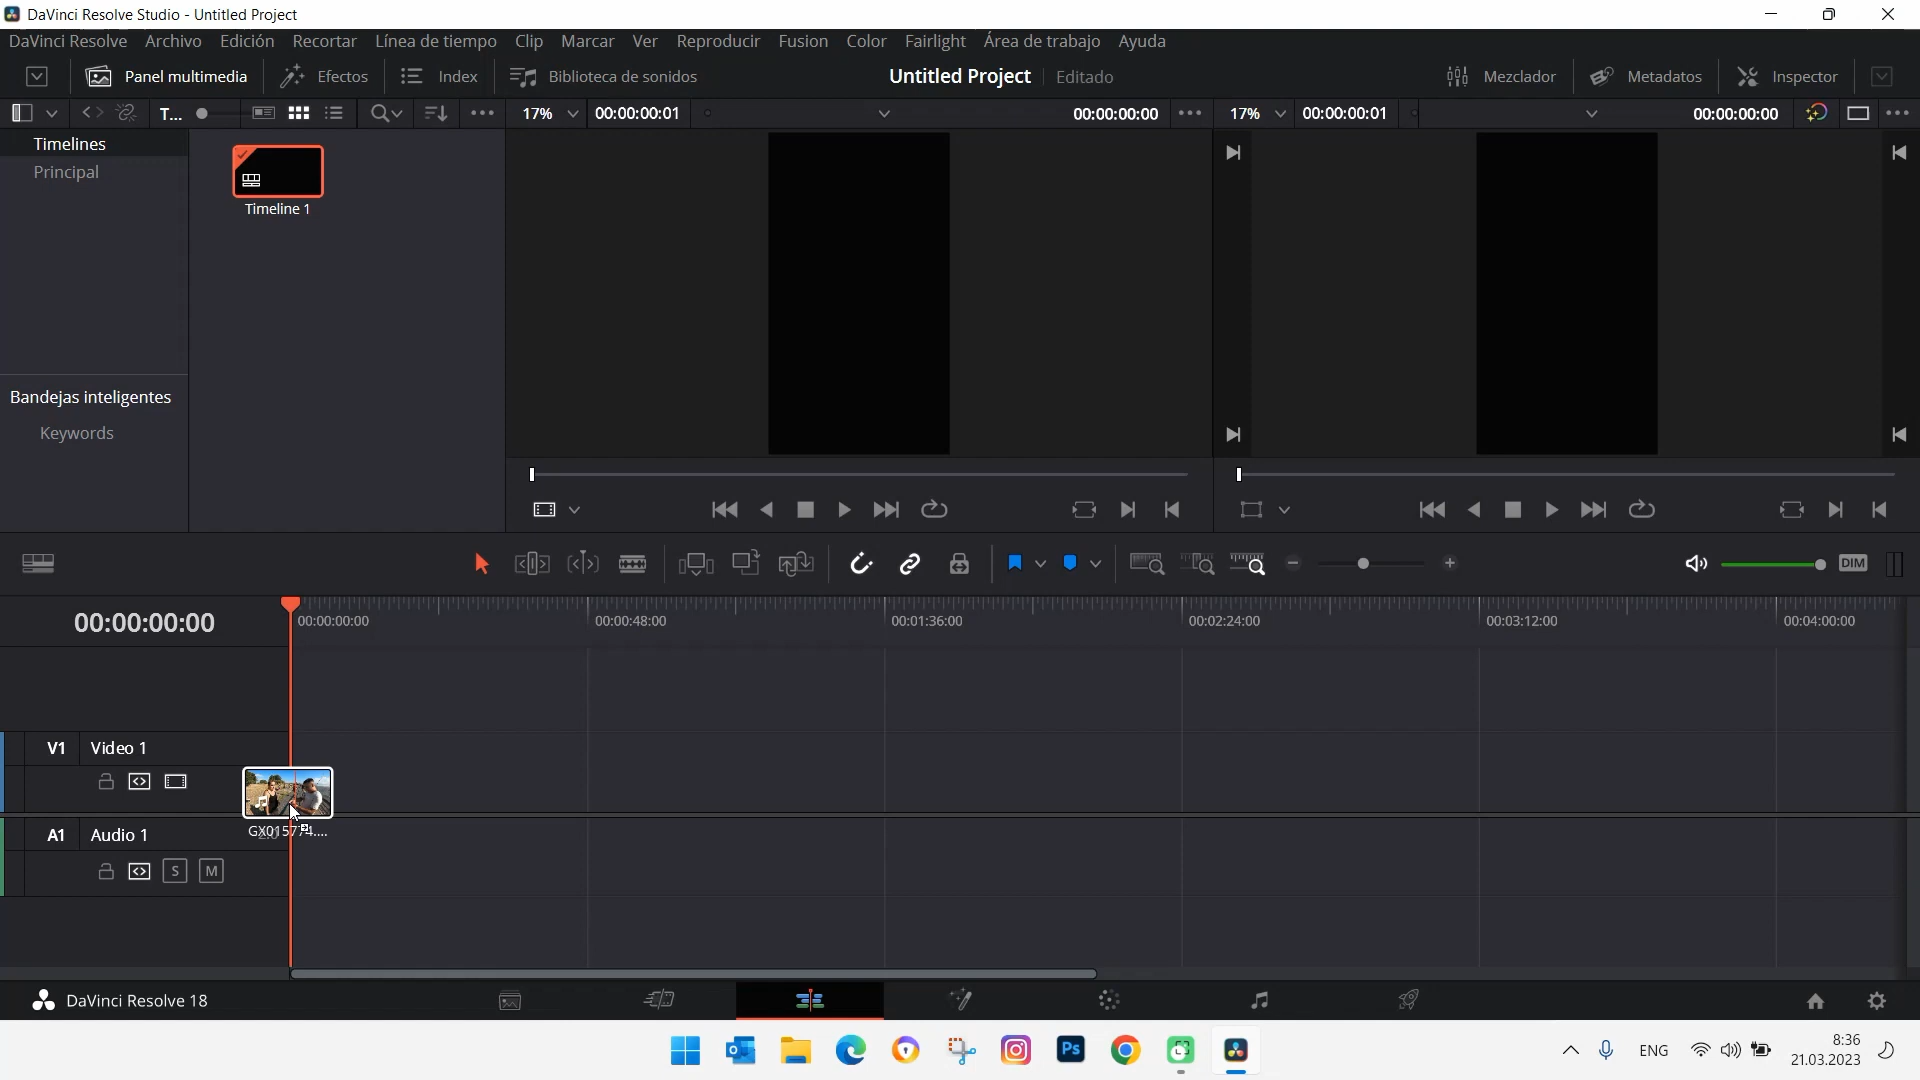 DaVinci Resolve Studio - Untitled Project
DaVinci Resolve Archivo Edición Recortar Línea de tiempo Clip Marcar Ver Reproducir Fusion Color Fairlight Área de trabajo Ayuda
Panel multimedia Efectos Index Biblioteca de sonidos Untitled Project Editado Mezclador Metadatos Inspector
T... 17% 00:00:00:01 00:00:00:00 17% 00:00:00:01 00:00:00:00
Timelines
Principal
Timeline 1
Bandejas inteligentes
Keywords
DIM
00:00:00:00 00:00:00:00 00:00:48:00 00:01:36:00 00:02:24:00 00:03:12:00 00:04:00:00
V1 Video 1
A1 Audio 1 GX015774....
S M
DaVinci Resolve 18
Ps
ENG
8:36
21.03.2023